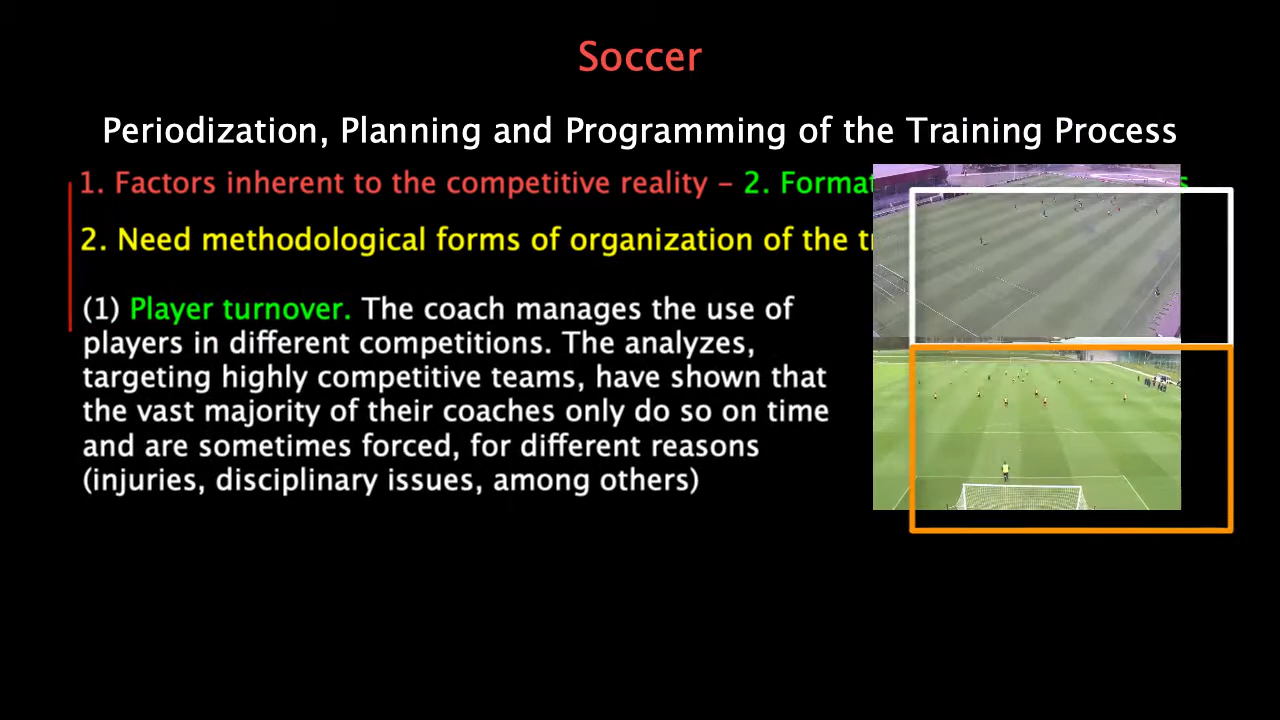 Soccer
Periodization, Planning and Programming of the Training Process
1. Factors inherent to the competitive reality – 2.
2. Need methodological forms of organization of the
(1) Player turnover. The coach manages the use of
players in different competitions. The analyzes,
targeting highly competitive teams, have shown that
the vast majority of their coaches only do so on time
and are sometimes forced, for different reasons
(injuries, disciplinary issues, among others)